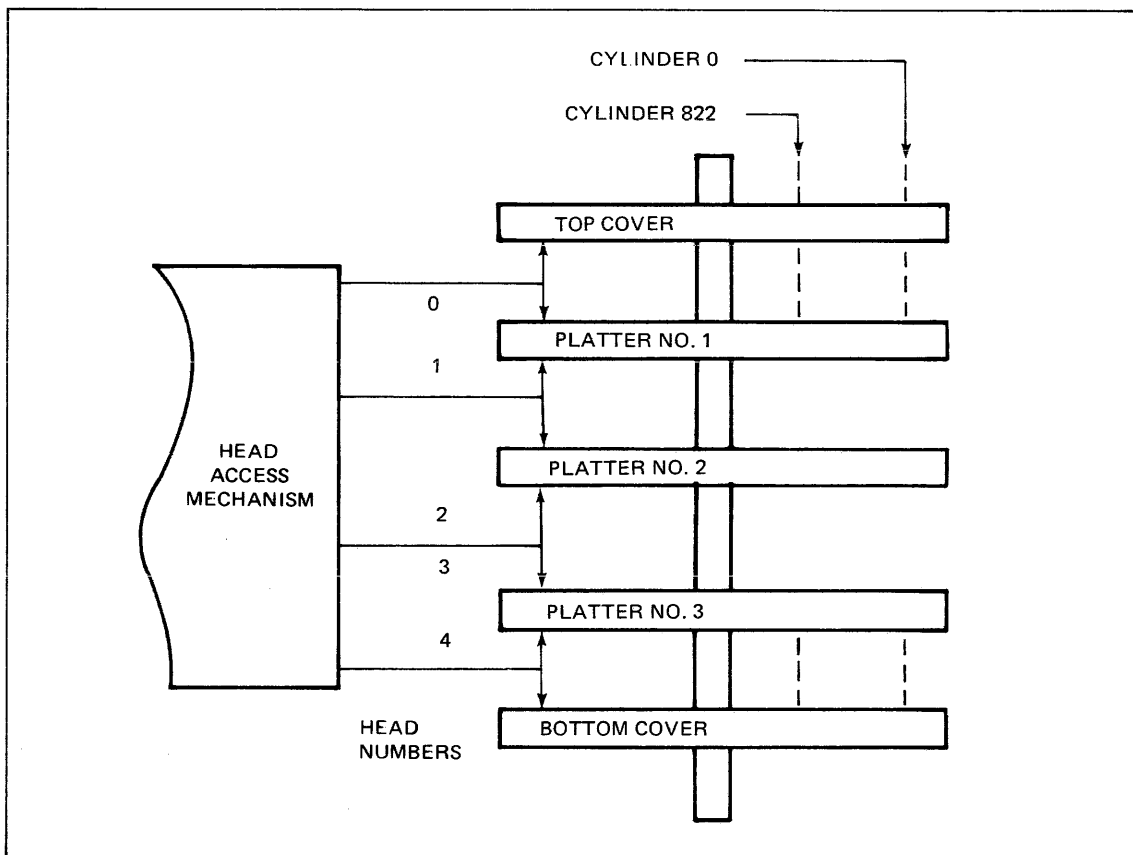 CYLINDER 0
CYLINDER 822
TOP COVER
0
PLATTER NO. 1
1
PLATTER NO. 2
HEAD
ACCESS
MECHANISM
2
3
PLATTER NO. 3
4
HEAD
NUMBERS
BOTTOM COVER